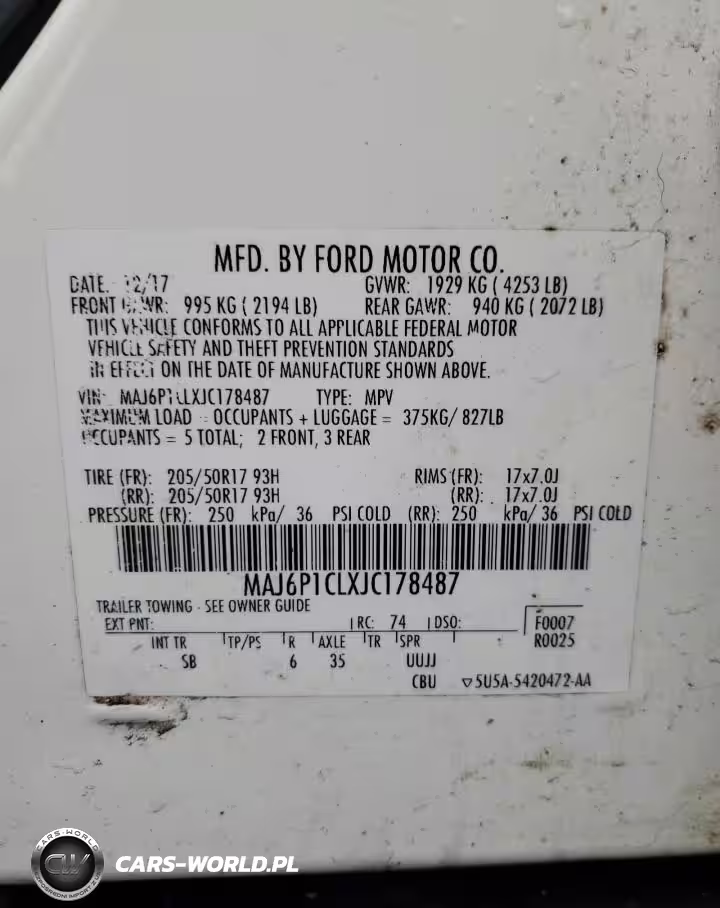 MFD. BY FORD MOTOR CO.
DATE: 12/17 GVWR: 1929 KG ( 4253 LB)
FRONT GAWR: 995 KG ( 2194 LB) REAR GAWR: 940 KG ( 2072 LB)
THIS VEHICLE CONFORMS TO ALL APPLICABLE FEDERAL MOTOR
VEHICLE SAFETY AND THEFT PREVENTION STANDARDS
IN EFFECT ON THE DATE OF MANUFACTURE SHOWN ABOVE.
VIN: MAJ6P1CLXJC178487 TYPE: MPV
MAXIMUM LOAD = OCCUPANTS + LUGGAGE = 375KG/ 827LB
OCCUPANTS = 5 TOTAL; 2 FRONT, 3 REAR
TIRE (FR): 205/50R17 93H RIMS (FR): 17x7.0J
(RR): 205/50R17 93H (RR): 17x7.0J
PRESSURE (FR): 250 kPa/ 36 PSI COLD (RR): 250 kPa/ 36 PSI COLD
MAJ6P1CLXJC178487
TRAILER TOWING - SEE OWNER GUIDE
EXT PNT: RC: 74 DSO: F0007
INT TR TP/PS R AXLE TR SPR R0025
SB 6 35 UUJJ
CBU ▽5U5A-5420472-AA
CARS-WORLD
CW
CARS-WORLD.PL